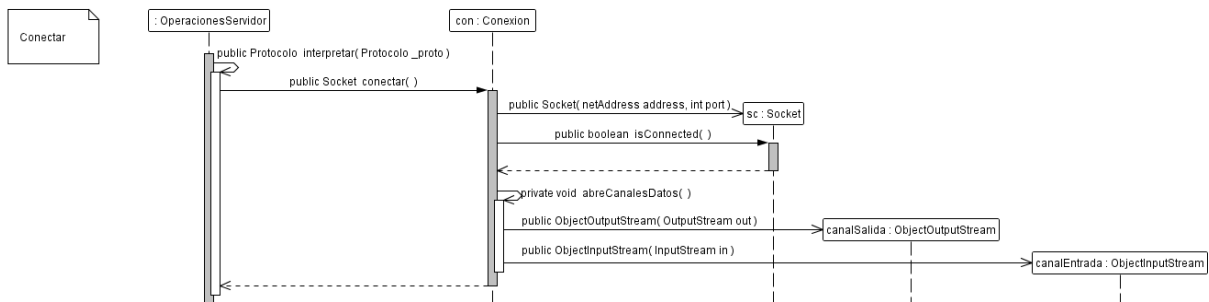 Conectar
: OperacionesServidor
con : Conexion
public Protocolo interpretar( Protocolo _proto )
public Socket conectar( )
public Socket( netAddress address, int port )
sc : Socket
public boolean isConnected( )
private void abreCanalesDatos( )
public ObjectOutputStream( OutputStream out )
canalSalida : ObjectOutputStream
public ObjectInputStream( InputStream in )
canalEntrada : ObjectInputStream